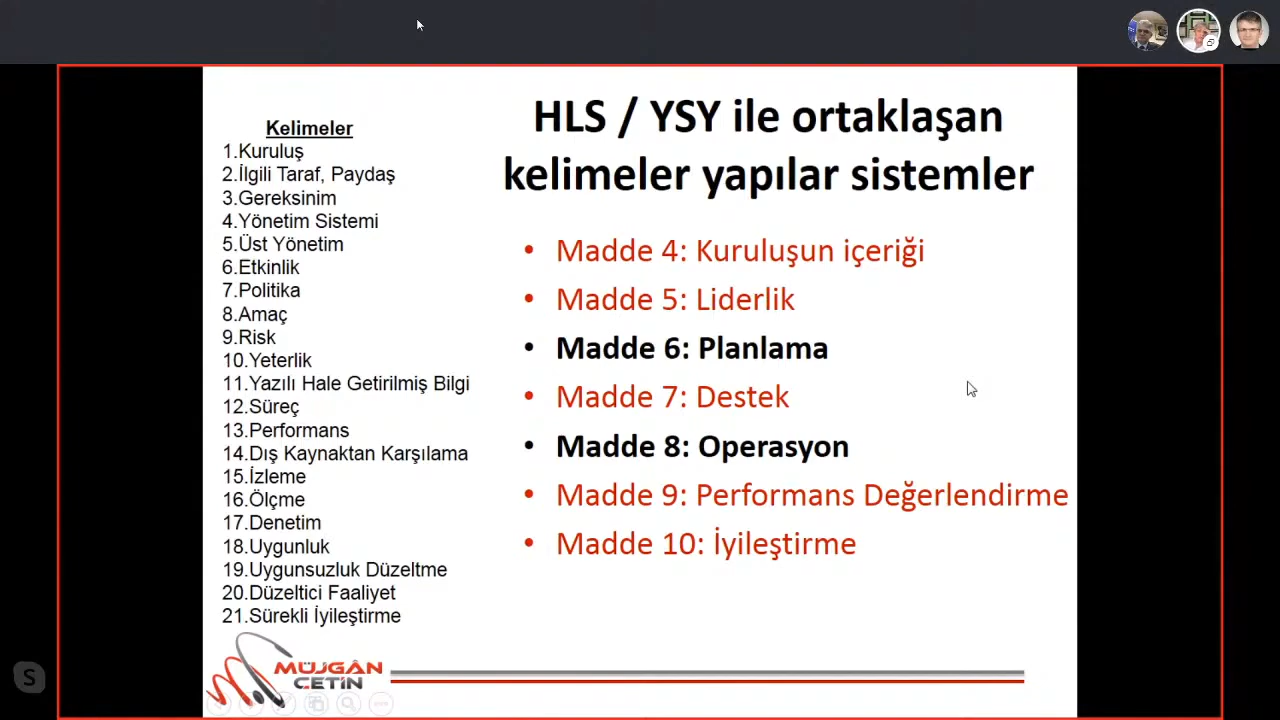 HLS / YSY ile ortaklaşan
kelimeler yapılar sistemler
Kelimeler
1.Kuruluş
2.İlgili Taraf, Paydaş
3.Gereksinim
4.Yönetim Sistemi
5.Üst Yönetim
6.Etkinlik
7.Politika
8.Amaç
9.Risk
10.Yeterlik
11.Yazılı Hale Getirilmiş Bilgi
12.Süreç
13.Performans
14.Dış Kaynaktan Karşılama
15.İzleme
16.Ölçme
17.Denetim
18.Uygunluk
19.Uygunsuzluk Düzeltme
20.Düzeltici Faaliyet
21.Sürekli İyileştirme
• Madde 4: Kuruluşun içeriği
• Madde 5: Liderlik
• Madde 6: Planlama
• Madde 7: Destek
• Madde 8: Operasyon
• Madde 9: Performans Değerlendirme
• Madde 10: İyileştirme
MÜJGÂN
ÇETİN
S